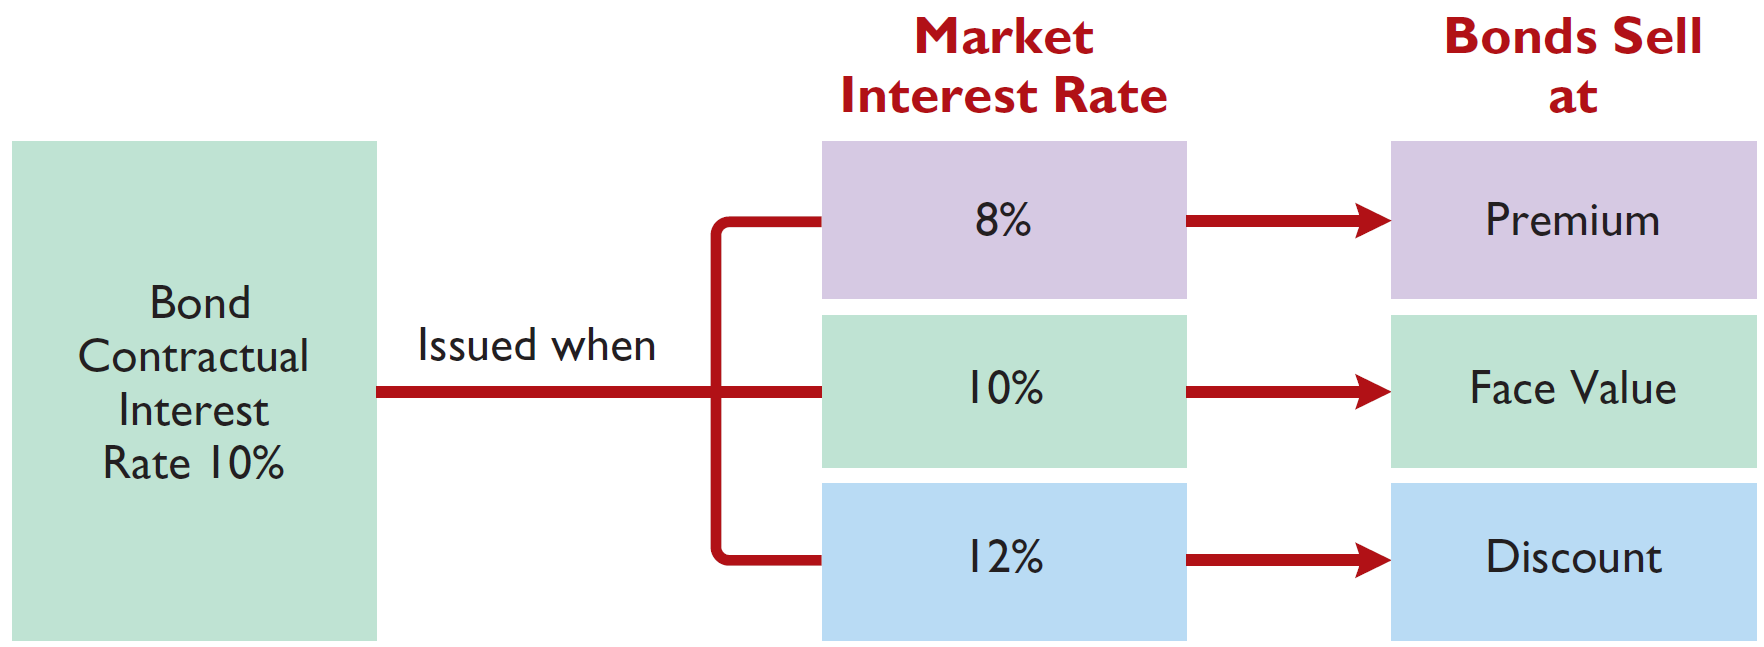 Market
Interest Rate
Bonds Sell
at
Bond
Contractual
Interest
Rate 10%
Issued when
8%
Premium
10%
Face Value
12%
Discount